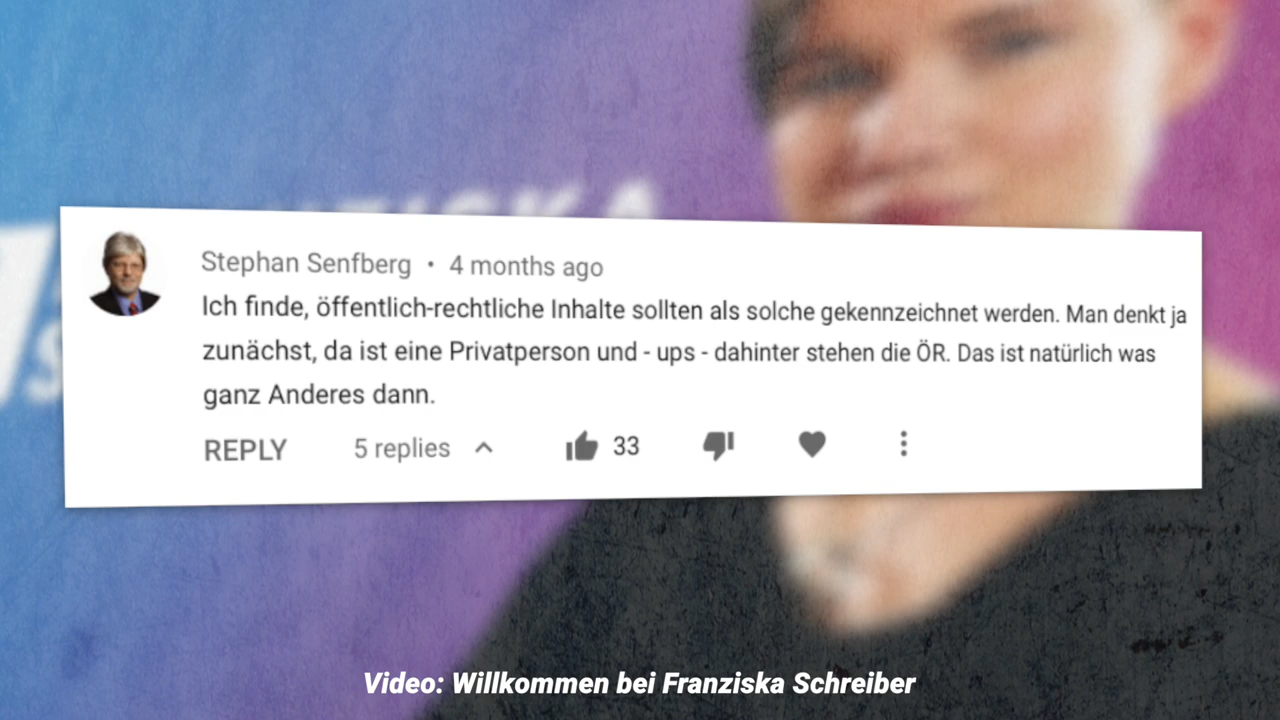 Stephan Senfberg • 4 months ago
Ich finde, öffentlich-rechtliche Inhalte sollten als solche gekennzeichnet werden. Man denkt ja
zunächst, da ist eine Privatperson und - ups - dahinter stehen die ÖR. Das ist natürlich was
ganz Anderes dann.
REPLY 5 replies 33
Video: Willkommen bei Franziska Schreiber